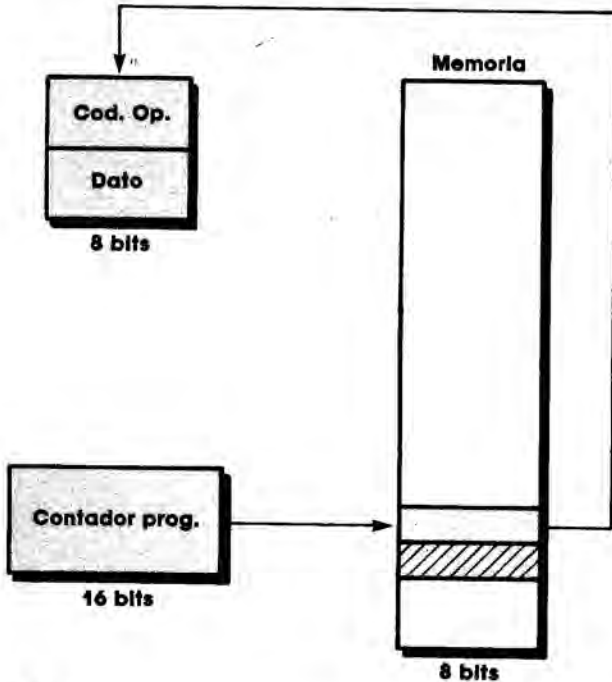 Memoria
Cod. Op.
Dato
8 bits
Contador prog.
16 bits
8 bits